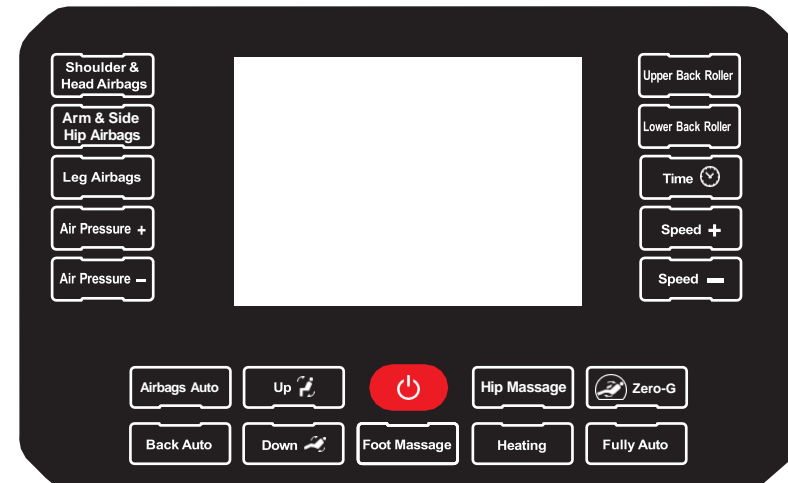 Shoulder &
Head Airbags
Arm & Side
Hip Airbags
Leg Airbags
Air Pressure +
Air Pressure −
Upper Back Roller
Lower Back Roller
Time
Speed +
Speed −
Airbags Auto
Up
Hip Massage
Zero-G
Back Auto
Down
Foot Massage
Heating
Fully Auto